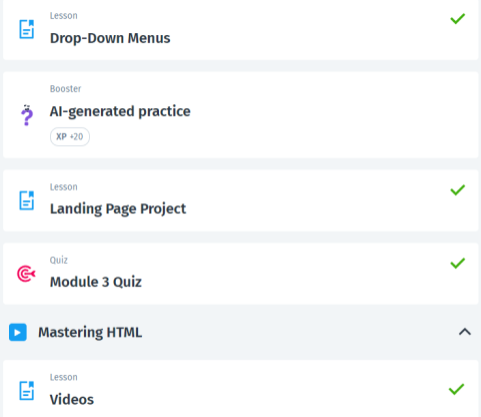 Lesson
Drop-Down Menus
Booster
AI-generated practice
XP +20
Lesson
Landing Page Project
Quiz
Module 3 Quiz
Mastering HTML
Lesson
Videos